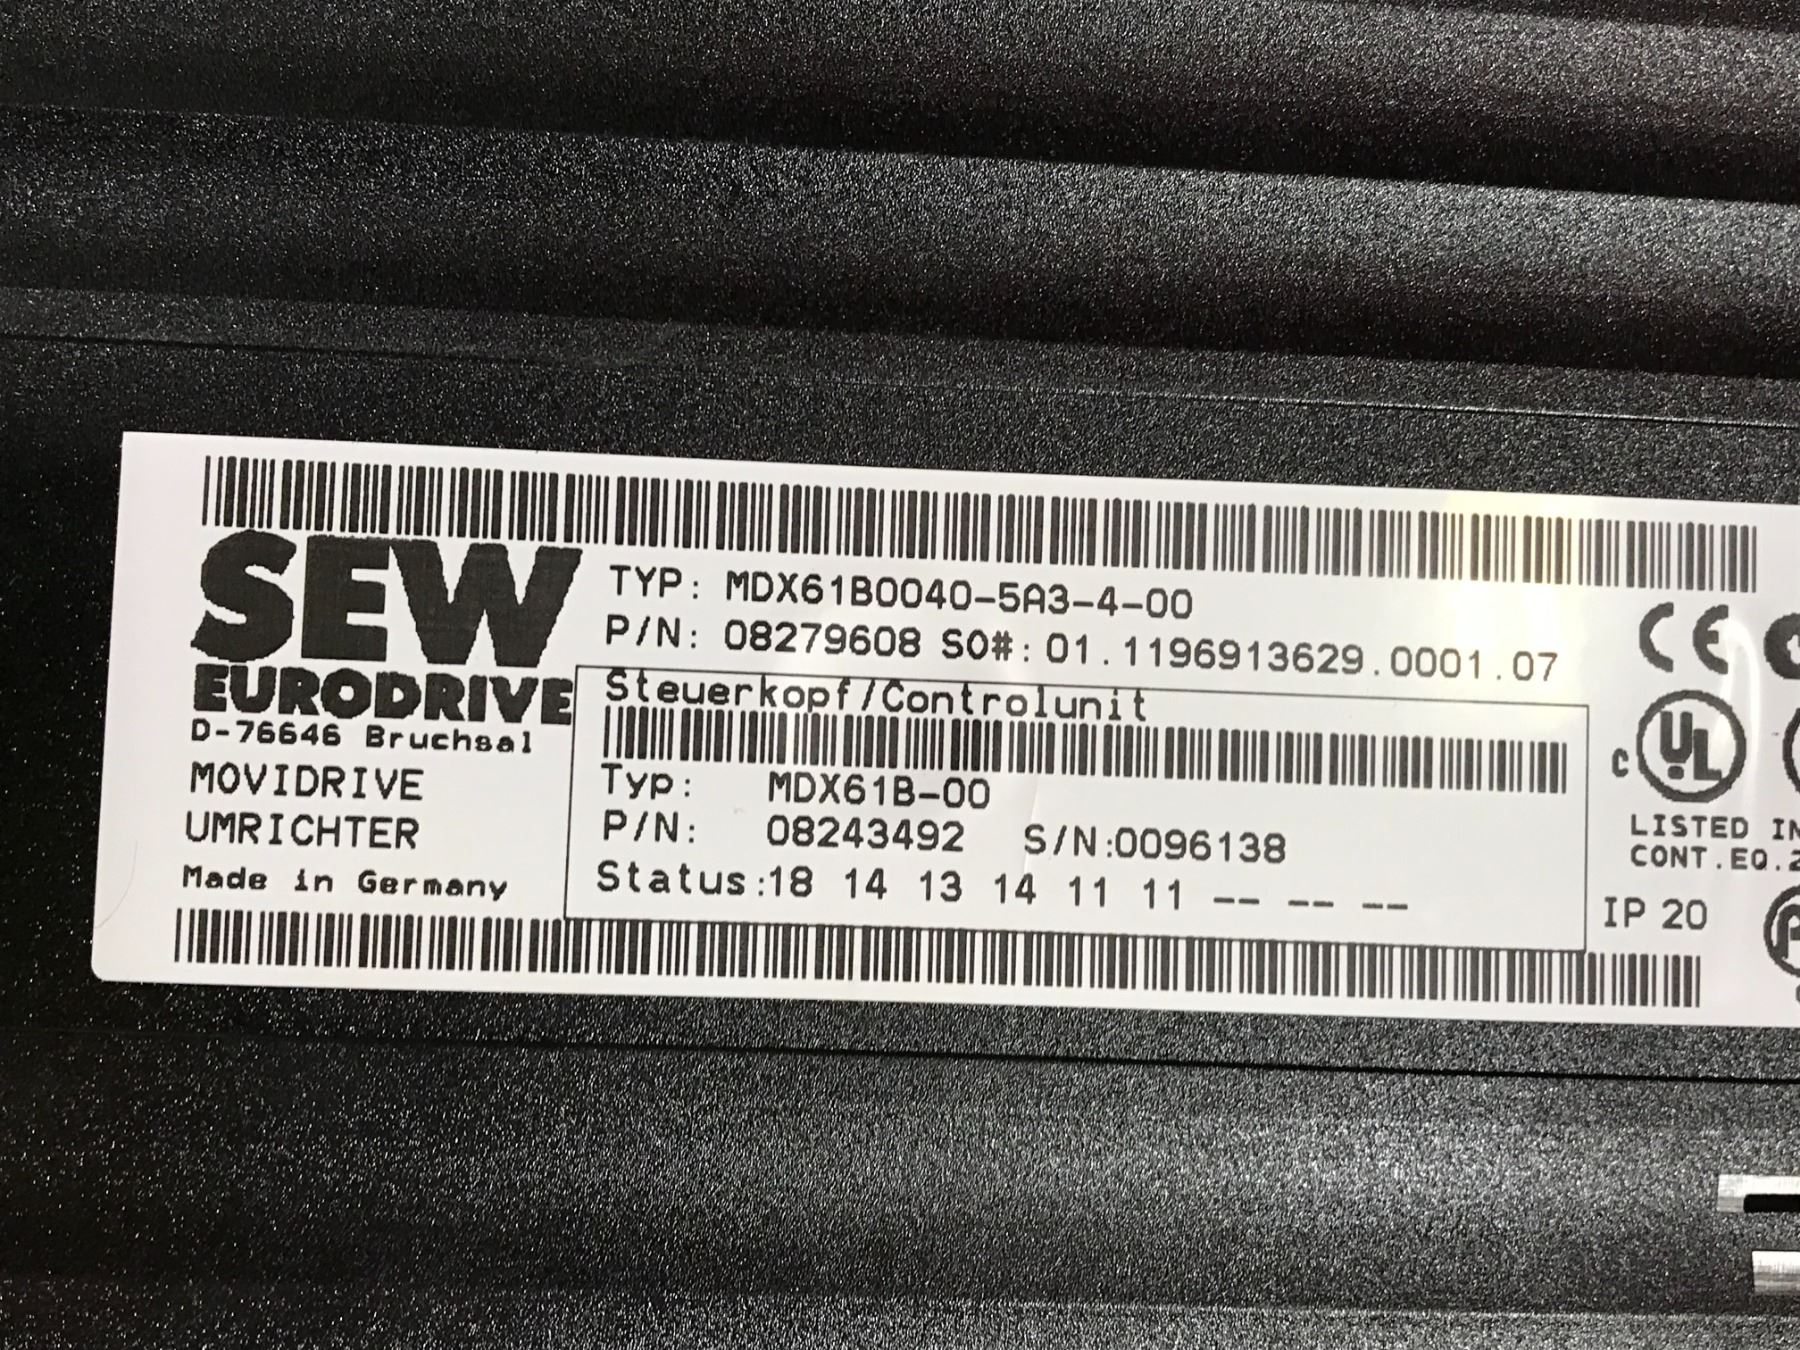 SEW
EURODRIVE
D-76646 Bruchsal
MOVIDRIVE
UMRICHTER
Made in Germany
TYP: MDX61B0040-5A3-4-00
P/N: 08279608 SO#: 01.1196913629.0001.07
Steuerkopf/Controlunit
Typ: MDX61B-00
P/N: 08243492 S/N:0096138
Status:18 14 13 14 11 11 -- -- --
CE
c UL
LISTED
CONT.EQ.
IP 20